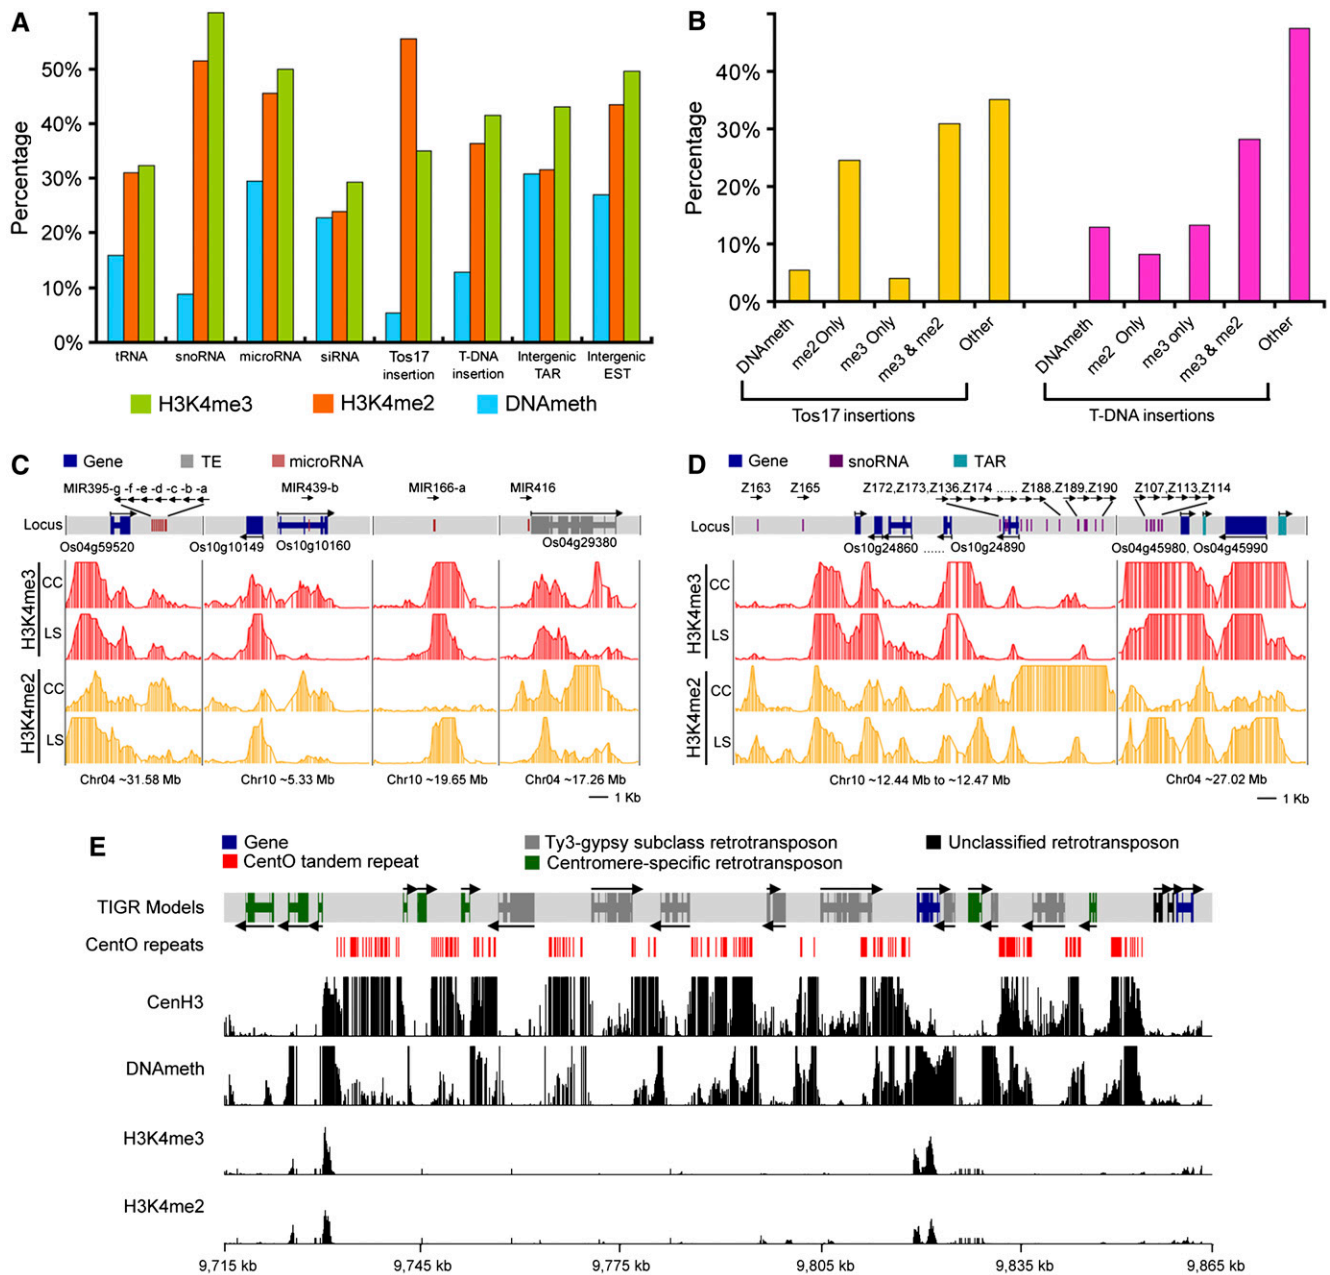 A
Percentage
50%
40%
30%
20%
10%
0%
tRNA snoRNA microRNA siRNA Tos17 insertion T-DNA insertion Intergenic TAR Intergenic EST
H3K4me3 H3K4me2 DNAmeth
B
Percentage
40%
30%
20%
10%
0%
DNAmeth me2 Only me3 Only me3 & me2 Other DNAmeth me2 Only me3 only me3 & me2 Other
Tos17 insertions T-DNA insertions
C
Gene TE microRNA
MIR395-g -f -e -d -c -b -a MIR439-b MIR166-a MIR416
Locus
Os04g59520 Os10g10149 Os10g10160 Os04g29380
H3K4me3
CC
LS
H3K4me2
CC
LS
Chr04 ~31.58 Mb Chr10 ~5.33 Mb Chr10 ~19.65 Mb Chr04 ~17.26 Mb
1 Kb
D
Gene snoRNA TAR
Z163 Z165 Z172,Z173,Z136,Z174 ...... Z188,Z189,Z190 Z107,Z113,Z114
Locus
Os10g24860 ...... Os10g24890 Os04g45980, Os04g45990
H3K4me3
CC
LS
H3K4me2
CC
LS
Chr10 ~12.44 Mb to ~12.47 Mb Chr04 ~27.02 Mb
1 Kb
E
Gene Ty3-gypsy subclass retrotransposon Unclassified retrotransposon
CentO tandem repeat Centromere-specific retrotransposon
TIGR Models
CentO repeats
CenH3
DNAmeth
H3K4me3
H3K4me2
9,715 kb 9,745 kb 9,775 kb 9,805 kb 9,835 kb 9,865 kb